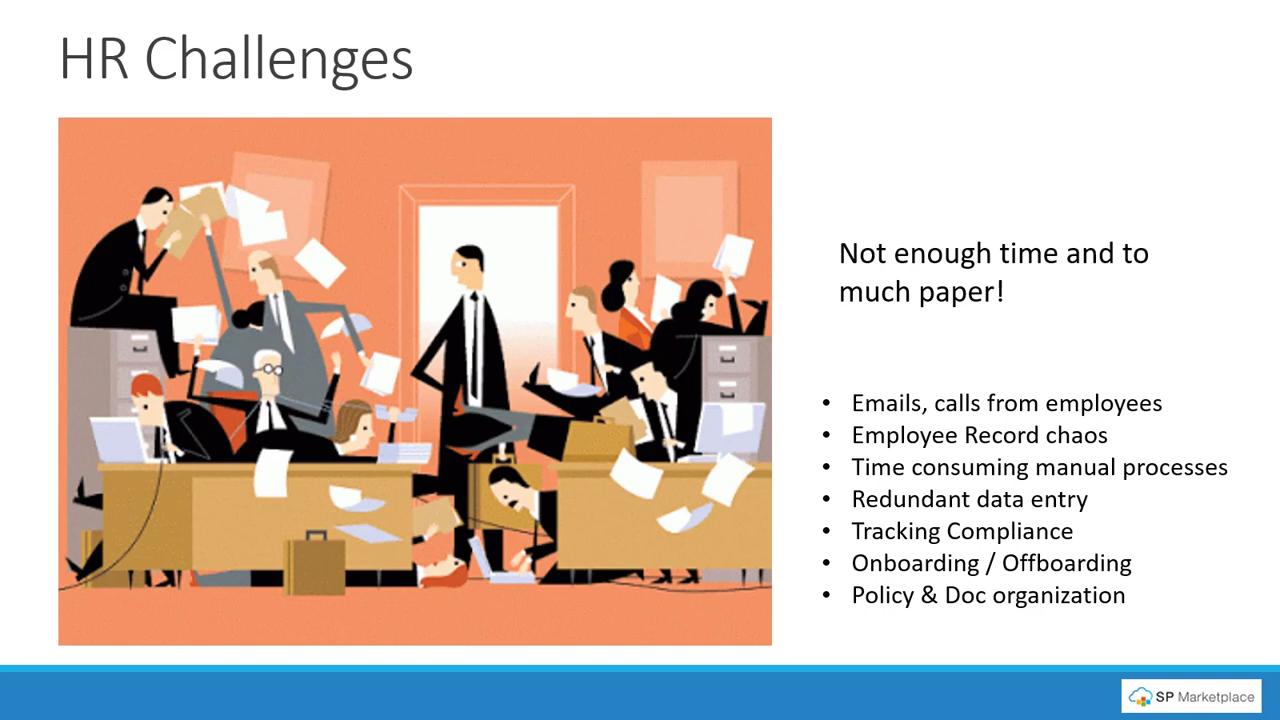 HR Challenges
Not enough time and to
much paper!
• Emails, calls from employees
• Employee Record chaos
• Time consuming manual processes
• Redundant data entry
• Tracking Compliance
• Onboarding / Offboarding
• Policy & Doc organization
SP Marketplace